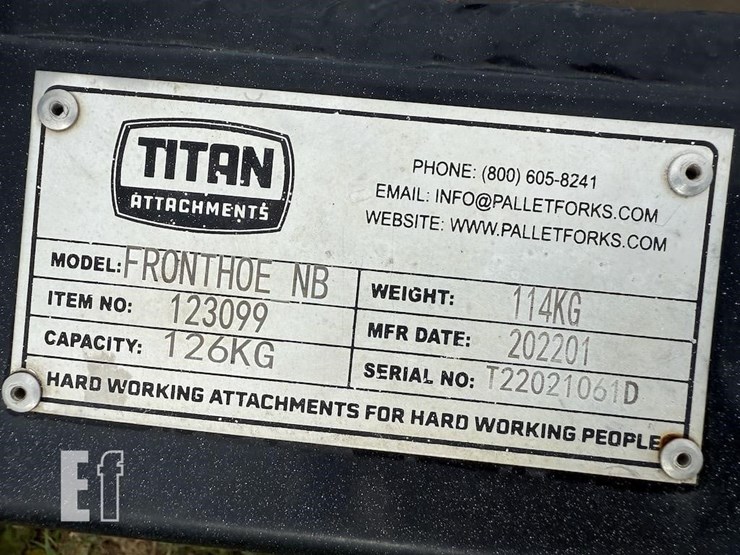 TITAN
ATTACHMENTS
PHONE: (800) 605-8241
EMAIL: INFO@PALLETFORKS.COM
WEBSITE: WWW.PALLETFORKS.COM
MODEL: FRONTHOE NB
ITEM NO: 123099
CAPACITY: 126KG
WEIGHT: 114KG
MFR DATE: 202201
SERIAL NO: T22021061D
HARD WORKING ATTACHMENTS FOR HARD WORKING PEOPLE
Ef